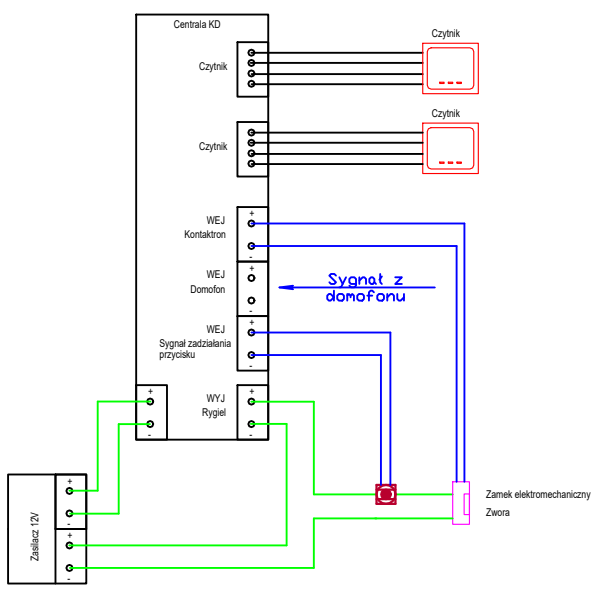 Centrala KD
Czytnik
Czytnik
+
Czytnik
Czytnik
WEJ
Kontaktron
+
-
WEJ
Domofon
+
-
Sygnał z
domofonu
WEJ
Sygnał zadziałania
przycisku
+
-
WYJ
Rygiel
+
-
+
-
Zasilacz 12V
+
-
+
-
Zamek elektromechaniczny
Zwora